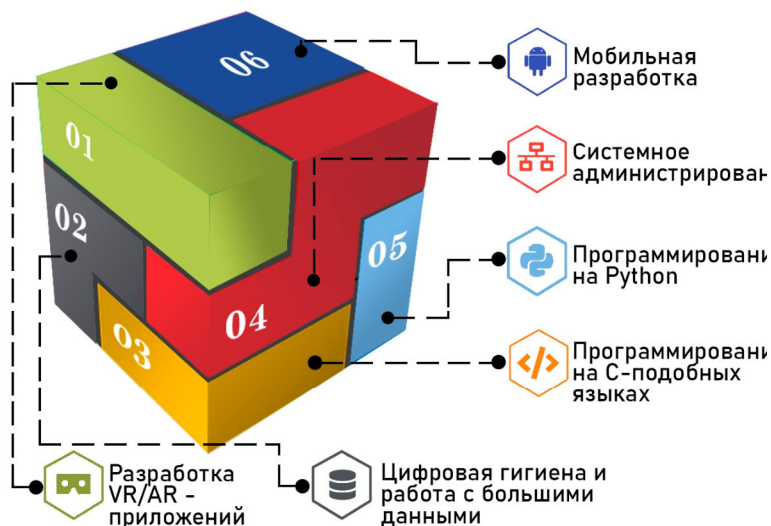 06
Мобильная
разработка
01
Системное
администрирован
02
05
Программировани
на Python
04
03
Программировани
на С-подобных
языках
Разработка
VR/AR -
приложений
Цифровая гигиена и
работа с большими
данными